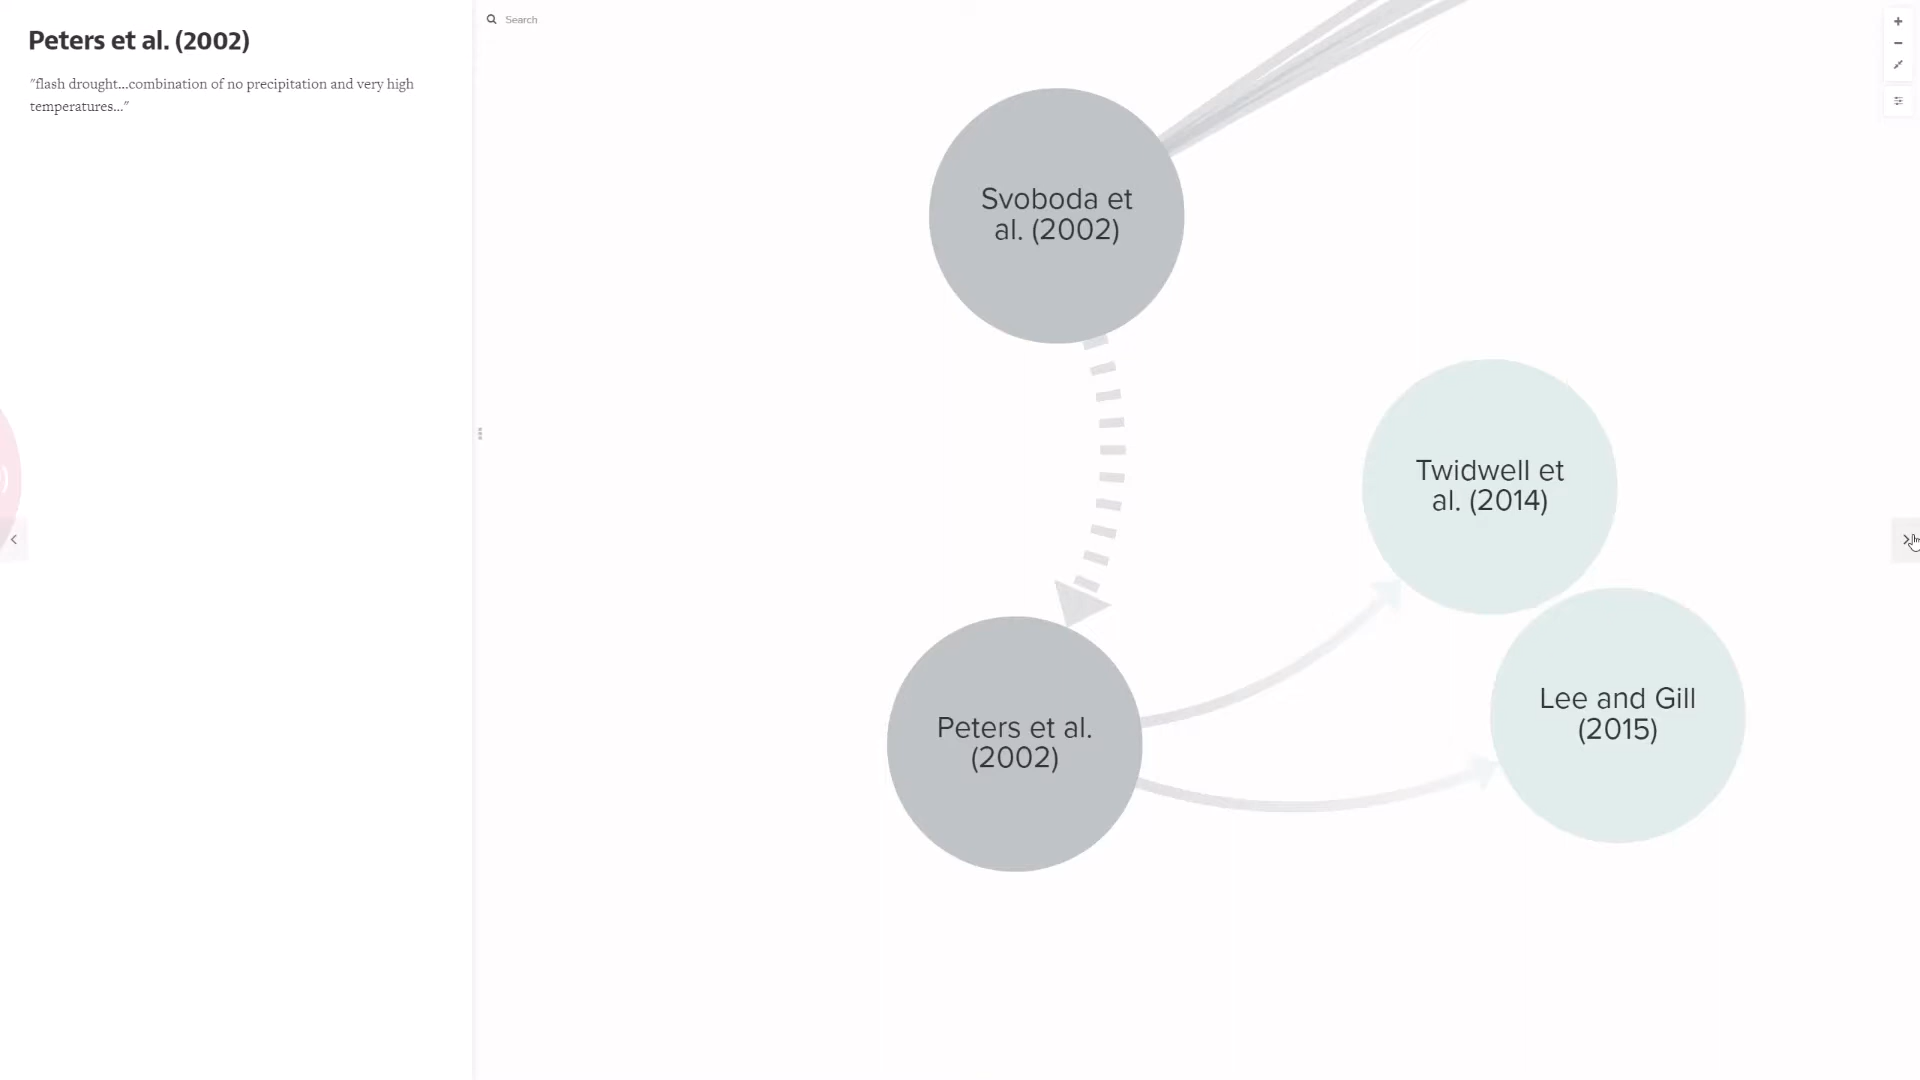 Peters et al. (2002)
"flash drought...combination of no precipitation and very high
temperatures..."
Search
Svoboda et
al. (2002)
Twidwell et
al. (2014)
Lee and Gill
(2015)
Peters et al.
(2002)